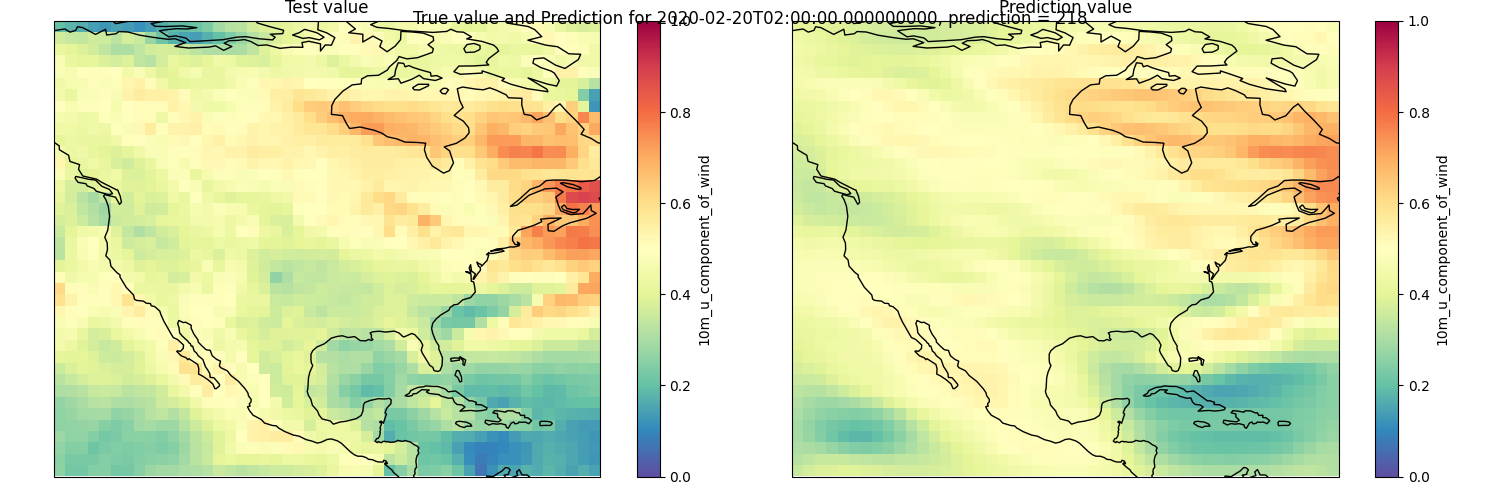 Test value
Prediction value
True value and Prediction for 2020-02-20T02:00:00.000000000, prediction = 218
1.0
0.8
0.6
0.4
0.2
0.0
10m_u_component_of_wind
1.0
0.8
0.6
0.4
0.2
0.0
10m_u_component_of_wind